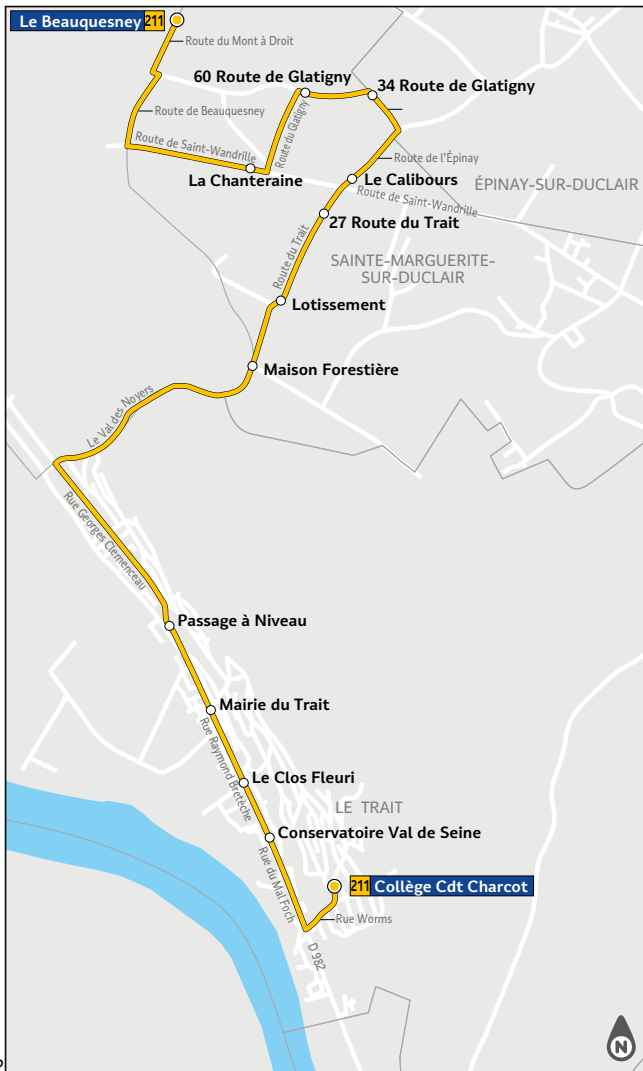 Le Beauquesney 211
Route du Mont à Droit
60 Route de Glatigny
34 Route de Glatigny
Route de Beauquesney
Route du Glatigny
Route de Saint-Wandrille
Route de l'Épinay
La Chanteraine
Le Calibours
ÉPINAY-SUR-DUCLAIR
Route de Saint-Wandrille
27 Route du Trait
Route du Trait
SAINTE-MARGUERITE-
SUR-DUCLAIR
Lotissement
Maison Forestière
Le Val des Noyers
Rue Georges Clemenceau
Passage à Niveau
Mairie du Trait
Rue Raymond Bretèche
Le Clos Fleuri
LE TRAIT
Conservatoire Val de Seine
Rue du Mal Foch
211 Collège Cdt Charcot
Rue Worms
D 982
N